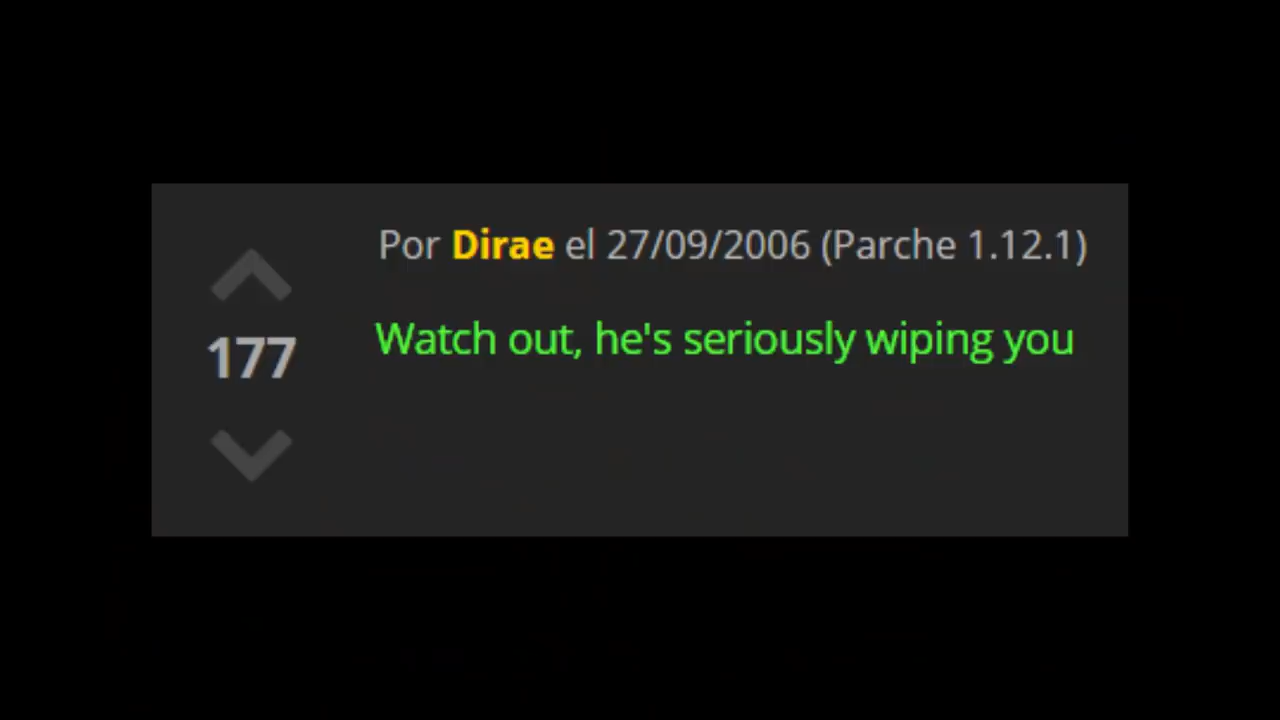 Por Dirae el 27/09/2006 (Parche 1.12.1)
177
Watch out, he's seriously wiping you